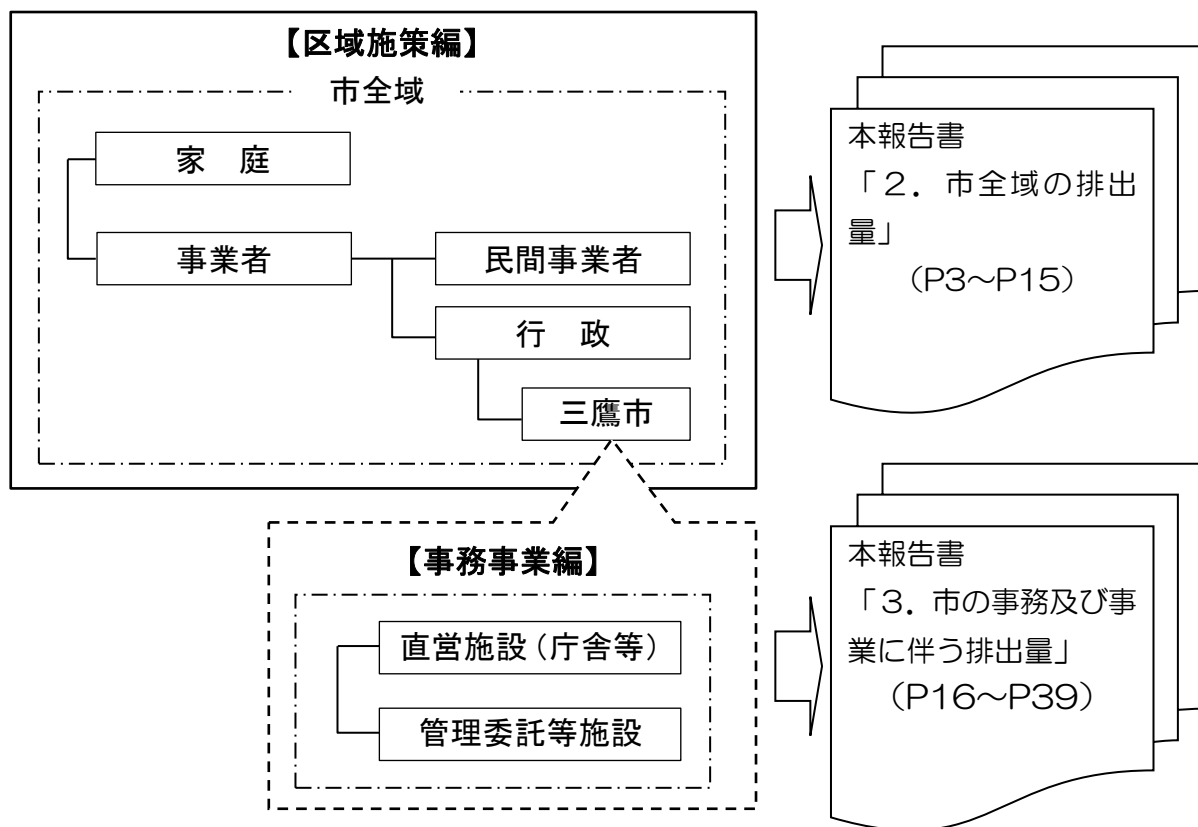 【区域施策編】
市全域
家　庭
事業者
民間事業者
行　政
三鷹市
本報告書
「２．市全域の排出
量」
（P3～P15）
【事務事業編】
直営施設（庁舎等）
管理委託等施設
本報告書
「３．市の事務及び事
業に伴う排出量」
（P16～P39）